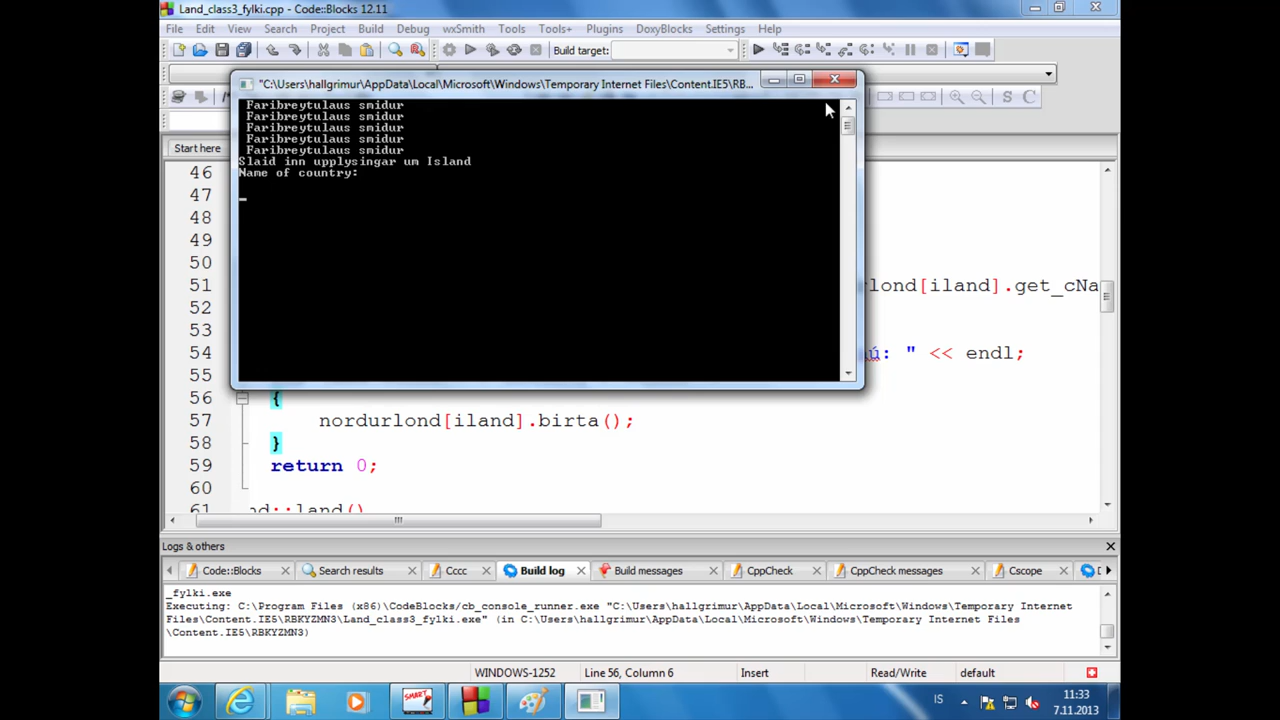 Land_class3_fylki.cpp - Code::Blocks 12.11
File Edit View Search Project Build Debug wxSmith Tools Tools+ Plugins DoxyBlocks Settings Help
Build target:
"C:\Users\hallgrimur\AppData\Local\Microsoft\Windows\Temporary Internet Files\Content.IE5\RB...
S C
Faribreytulaus smidur
Faribreytulaus smidur
Faribreytulaus smidur
Faribreytulaus smidur
Faribreytulaus smidur
Slaid inn upplysingar um Island
Name of country:
Start here
46
47
48
49
50
51 lond[iland].get_cNa
52
53
54 ú: " << endl;
55
56 {
57 nordurlond[iland].birta();
58 }
59 return 0;
60
61 nd::land()
Logs & others
Code::Blocks Search results Cccc Build log Build messages CppCheck CppCheck messages Cscope D
_fylki.exe
Executing: C:\Program Files (x86)\CodeBlocks/cb_console_runner.exe "C:\Users\hallgrimur\AppData\Local\Microsoft\Windows\Temporary Internet
Files\Content.IE5\RBKYZMN3\Land_class3_fylki.exe" (in C:\Users\hallgrimur\AppData\Local\Microsoft\Windows\Temporary Internet Files
\Content.IE5\RBKYZMN3)
WINDOWS-1252 Line 56, Column 6 Insert Read/Write default
SMART
IS
11:33
7.11.2013